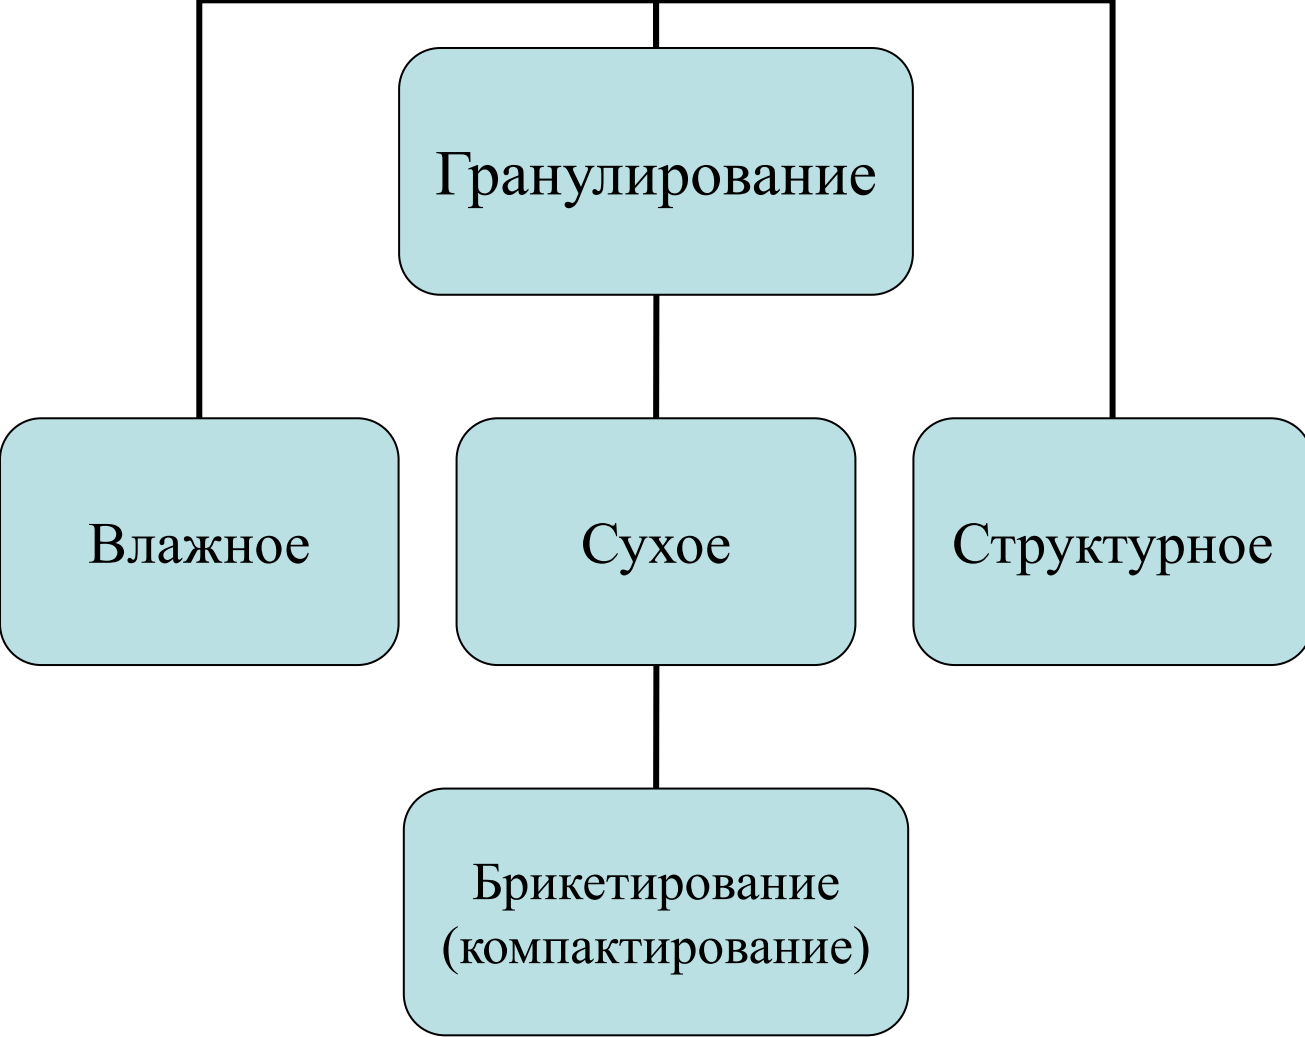 Гранулирование
Влажное
Сухое
Структурное
Брикетирование
(компактирование)